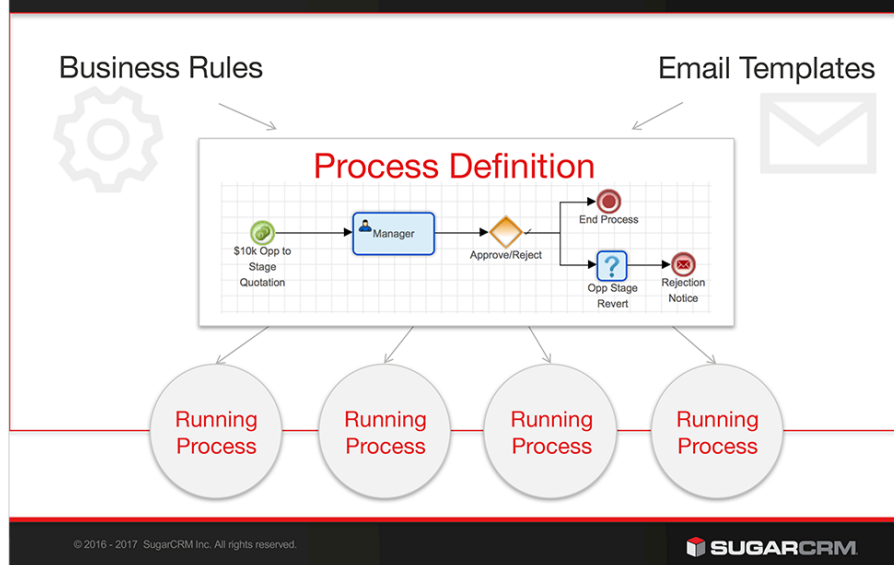 Business Rules
Email Templates
Process Definition
$10k Opp to
Stage
Quotation
Manager
Approve/Reject
End Process
?
Opp Stage
Revert
Rejection
Notice
Running
Process
Running
Process
Running
Process
Running
Process
© 2016 - 2017 SugarCRM Inc. All rights reserved.
SUGARCRM